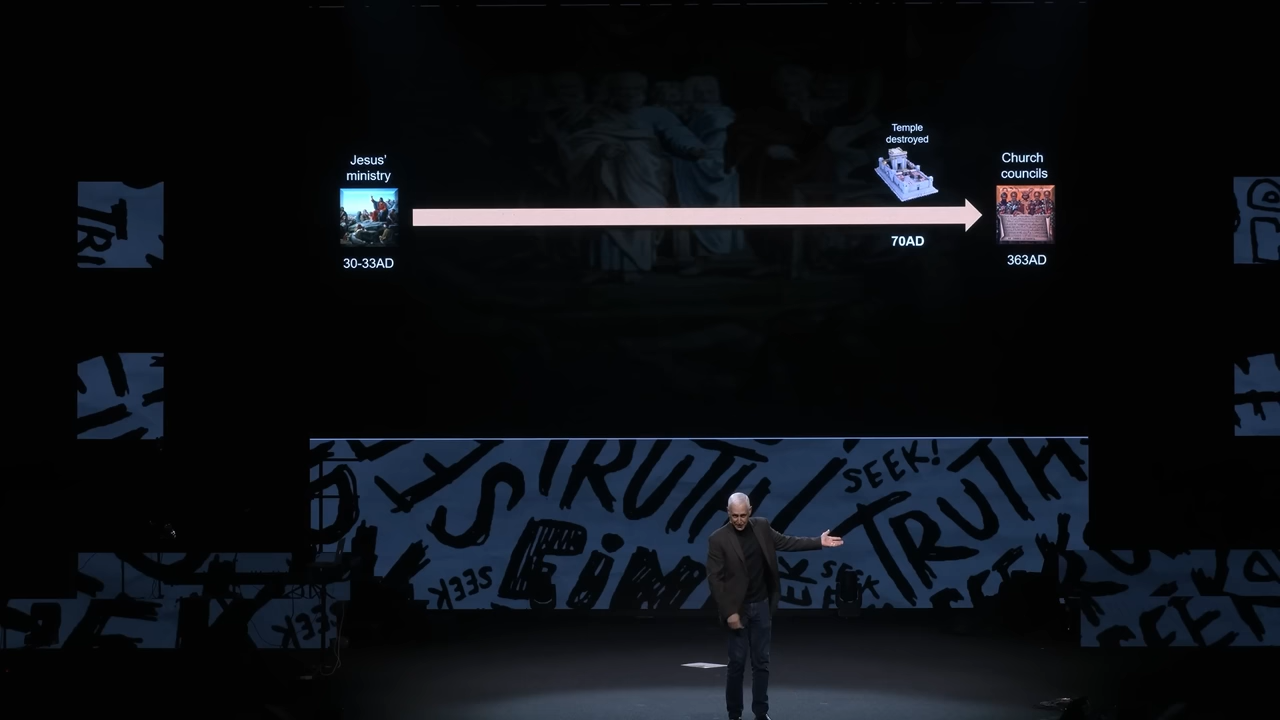 Temple
destroyed
Jesus'
ministry
Church
councils
70AD
30-33AD
363AD
TRUTH
SEEK!
TRUTH
SEEK
SEEK
SEEK